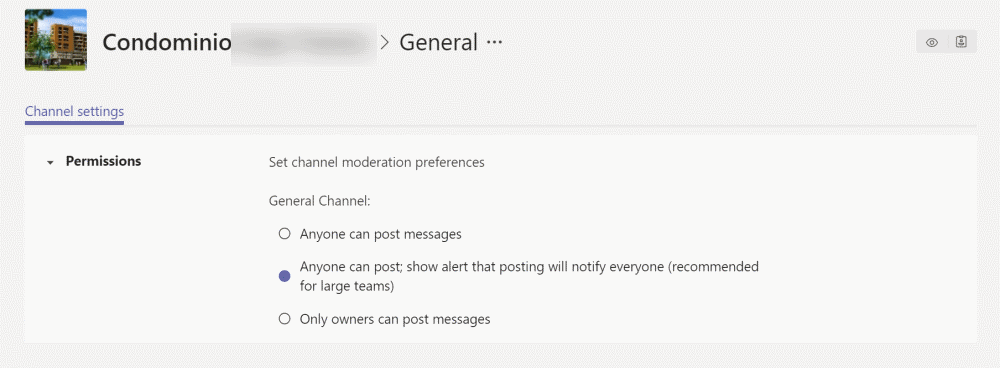 Condominio > General ···
Channel settings
Permissions
Set channel moderation preferences
General Channel:
Anyone can post messages
Anyone can post; show alert that posting will notify everyone (recommended
for large teams)
Only owners can post messages